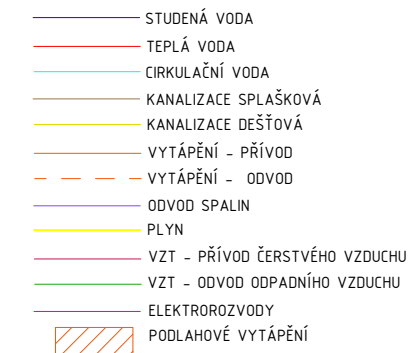 STUDENÁ VODA
TEPLÁ VODA
CIRKULAČNÍ VODA
KANALIZACE SPLAŠKOVÁ
KANALIZACE DEŠŤOVÁ
VYTÁPĚNÍ - PŘÍVOD
VYTÁPĚNÍ - ODVOD
ODVOD SPALIN
PLYN
VZT - PŘÍVOD ČERSTVÉHO VZDUCHU
VZT - ODVOD ODPADNÍHO VZDUCHU
ELEKTROROZVODY
PODLAHOVÉ VYTÁPĚNÍ